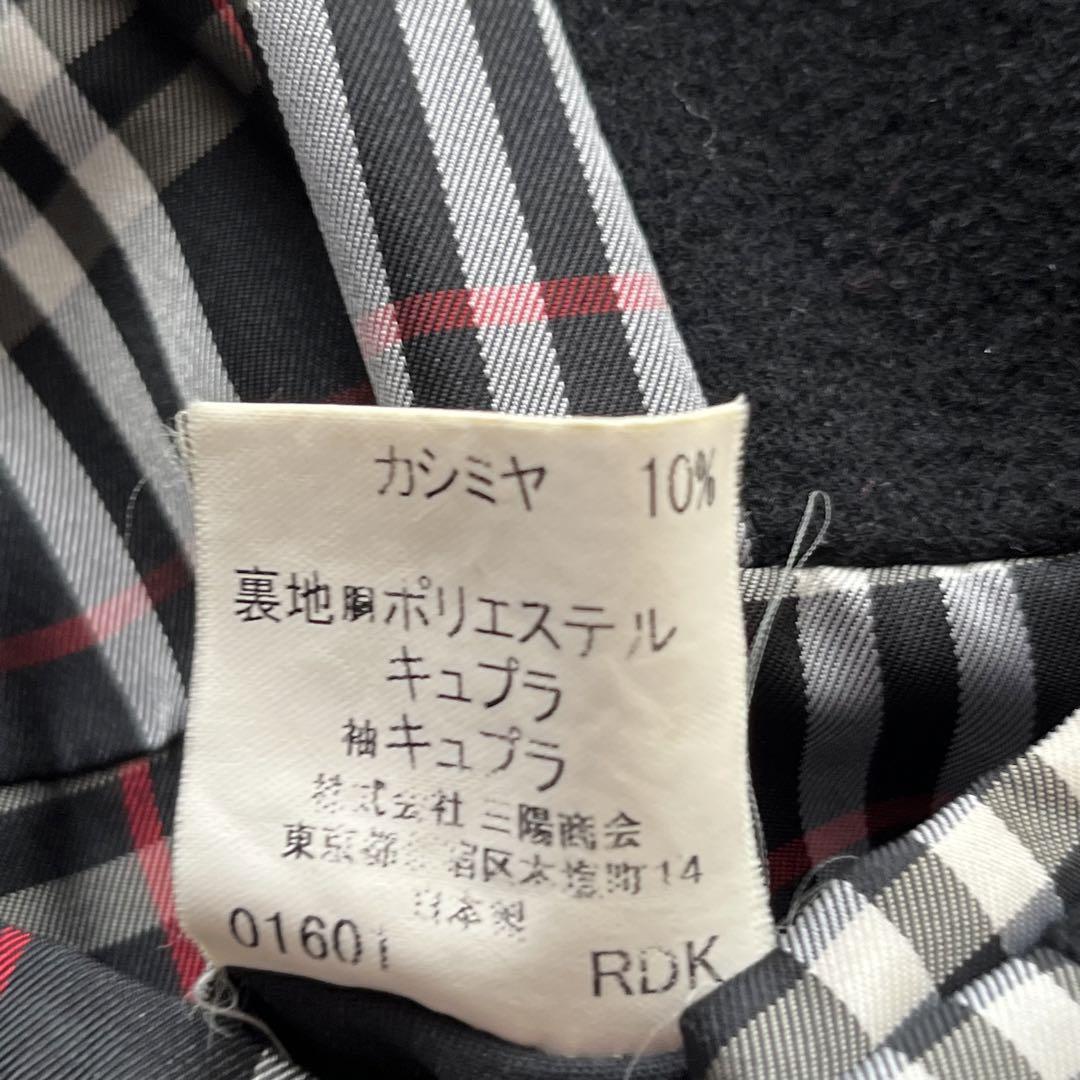 カシミヤ 10%
裏地胴ポリエステル
キュプラ
袖キュプラ
株式会社 三陽商会
東京都新宿区本塩町14
日本製
01601 RDK